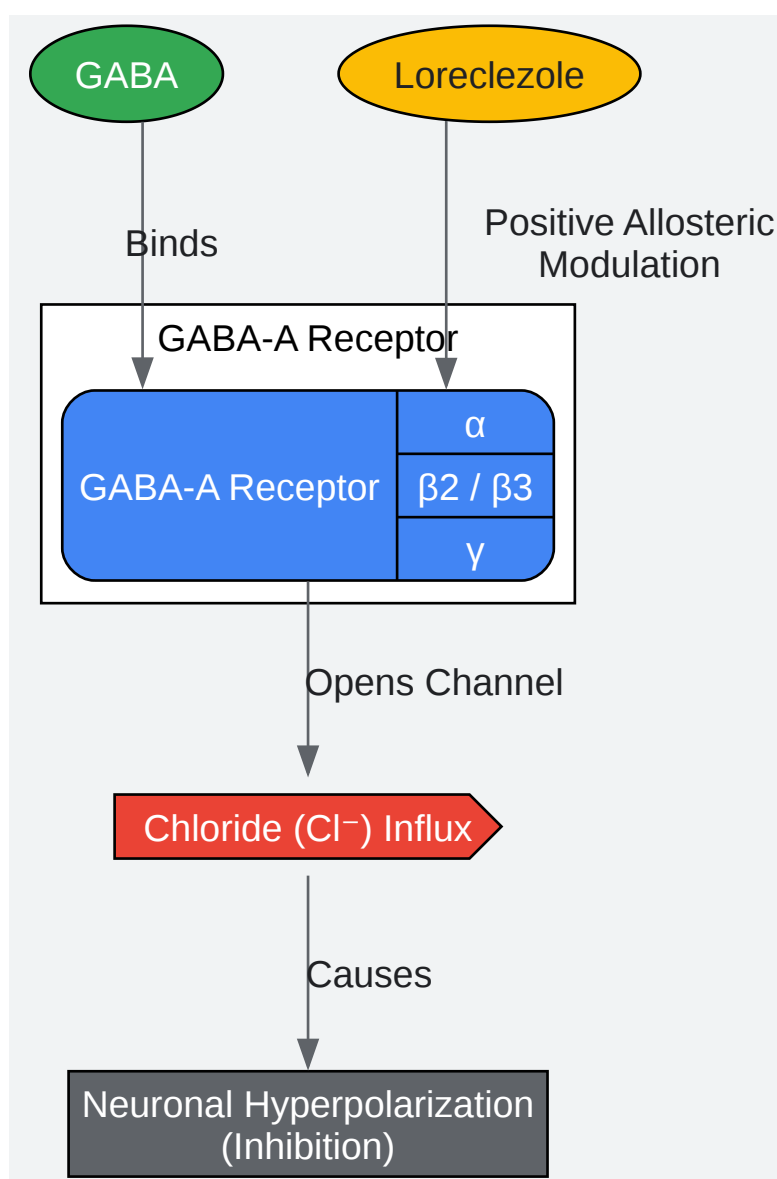 GABA
Loreclezole
Binds
Positive Allosteric
Modulation
GABA-A Receptor
GABA-A Receptor
α
β2 / β3
γ
Opens Channel
Chloride (Cl⁻) Influx
Causes
Neuronal Hyperpolarization
(Inhibition)